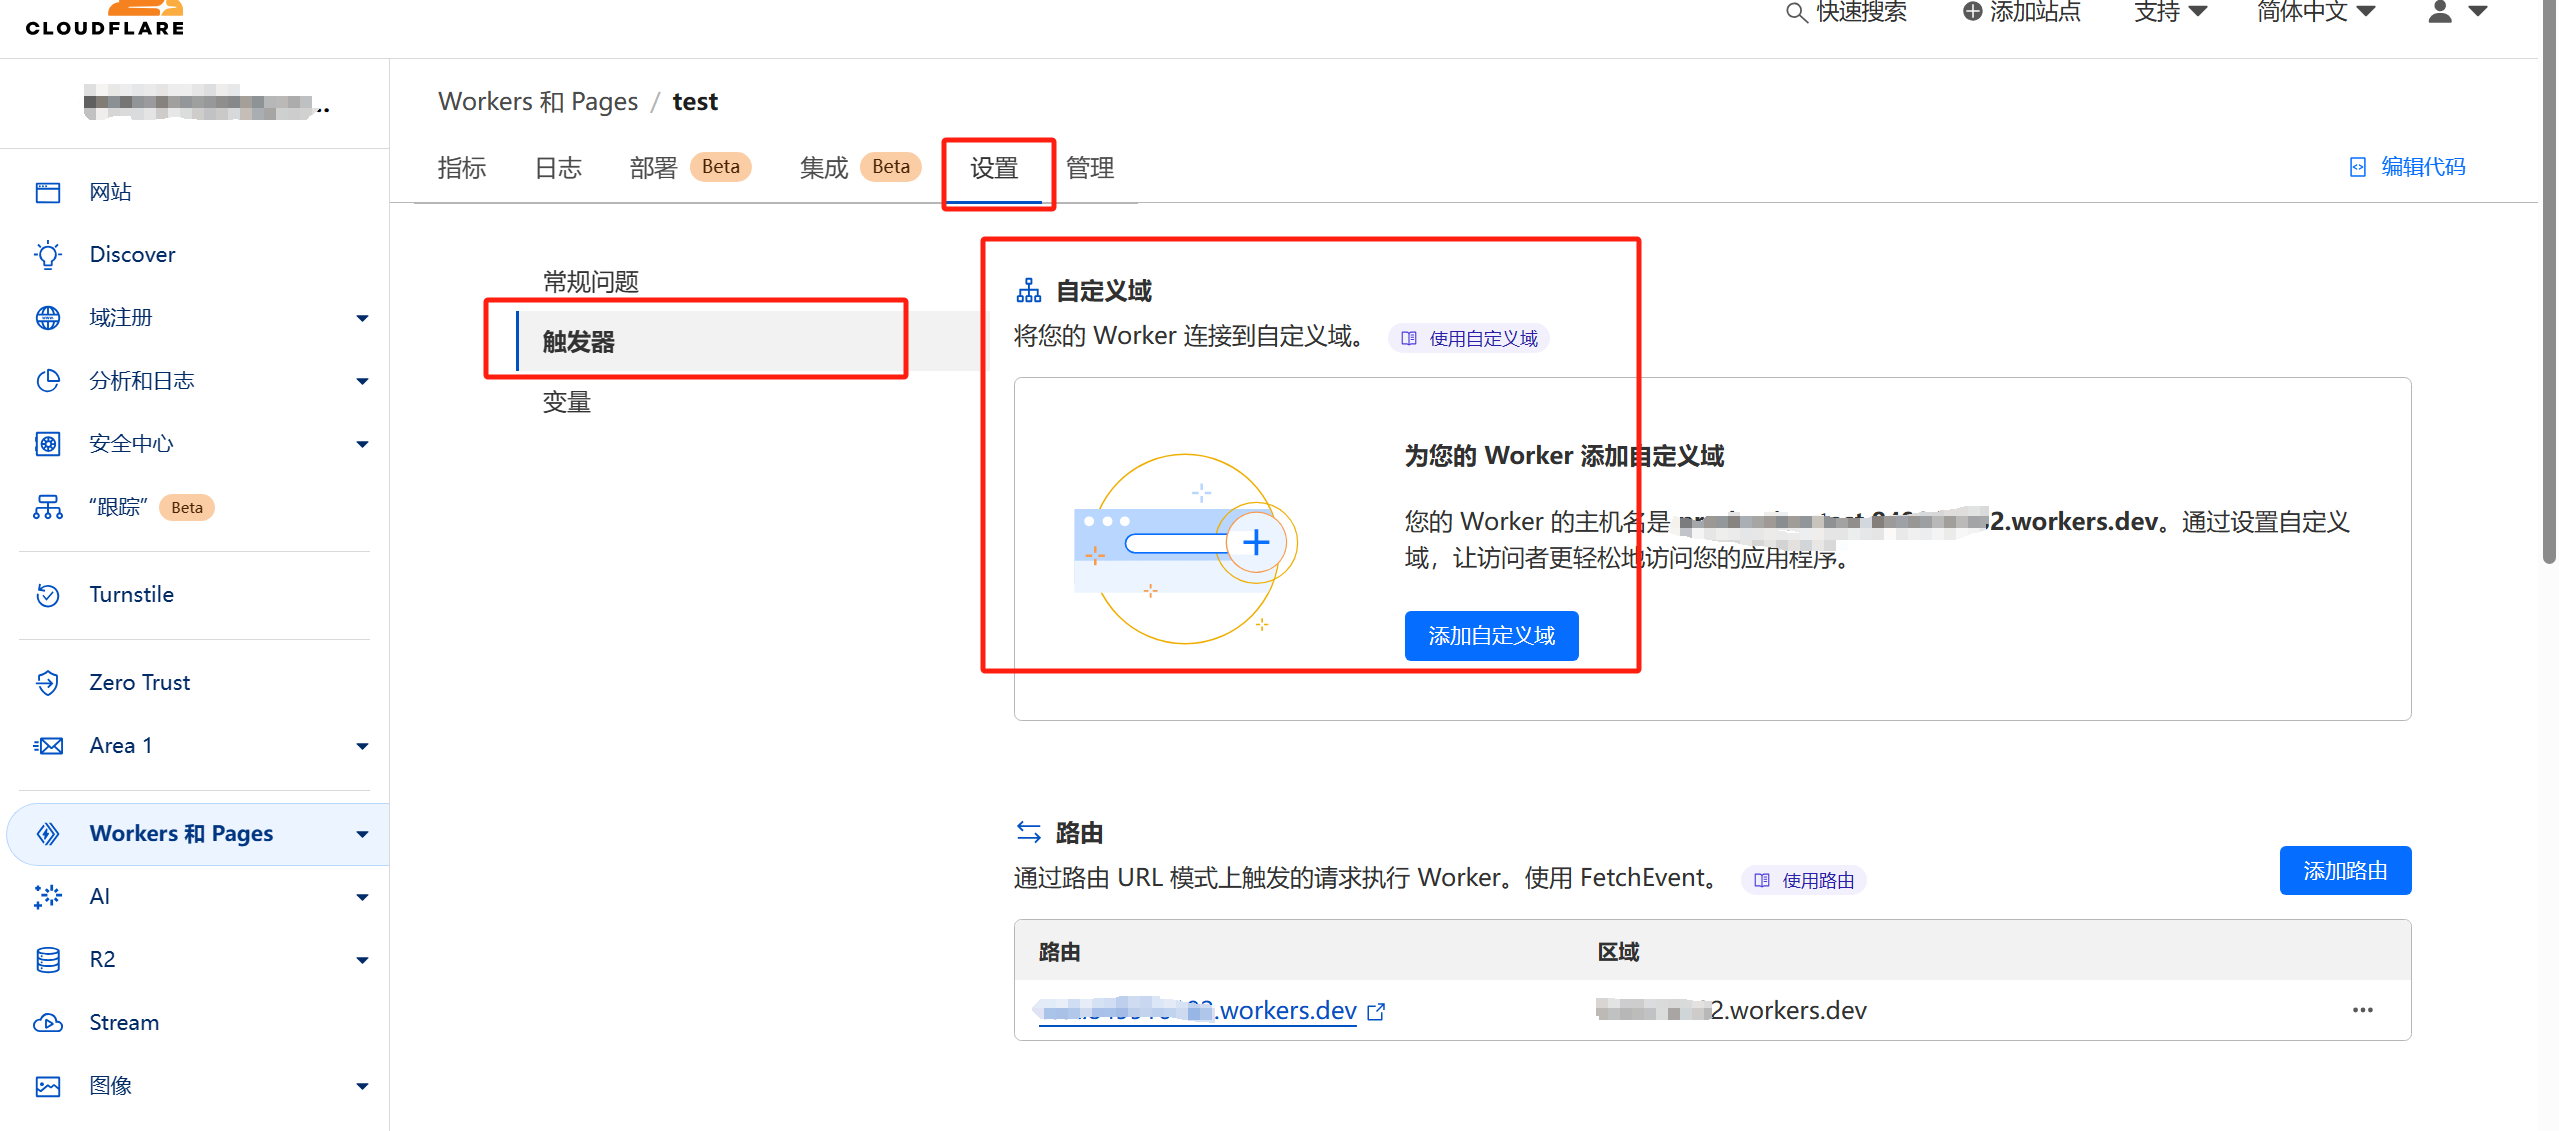 CLOUDFLARE
快速搜索
添加站点
支持
简体中文
Workers 和 Pages / test
指标
日志
部署 Beta
集成 Beta
设置
管理
编辑代码
网站
Discover
域注册
分析和日志
安全中心
“跟踪” Beta
Turnstile
Zero Trust
Area 1
Workers 和 Pages
AI
R2
Stream
图像
常规问题
触发器
变量
自定义域
将您的 Worker 连接到自定义域。 使用自定义域
为您的 Worker 添加自定义域
您的 Worker 的主机名是 2.workers.dev。通过设置自定义
域，让访问者更轻松地访问您的应用程序。
添加自定义域
路由
通过路由 URL 模式上触发的请求执行 Worker。使用 FetchEvent。 使用路由
添加路由
路由 区域
.workers.dev 2.workers.dev